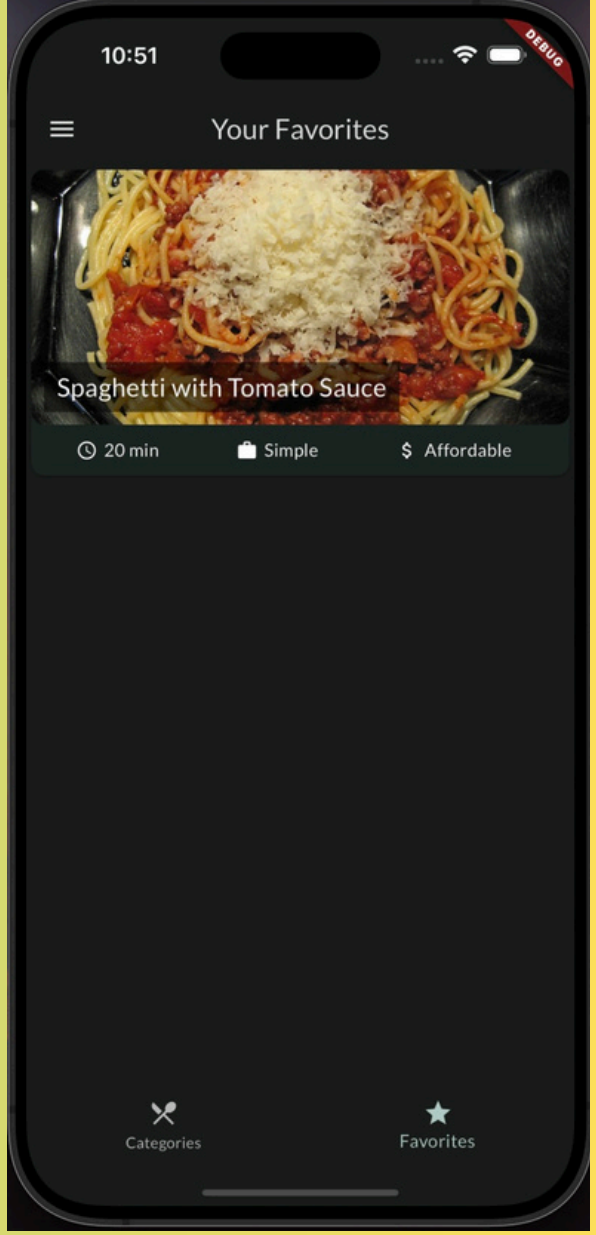 10:51
DEBUG
Your Favorites
Spaghetti with Tomato Sauce
20 min
Simple
$ Affordable
Categories
Favorites